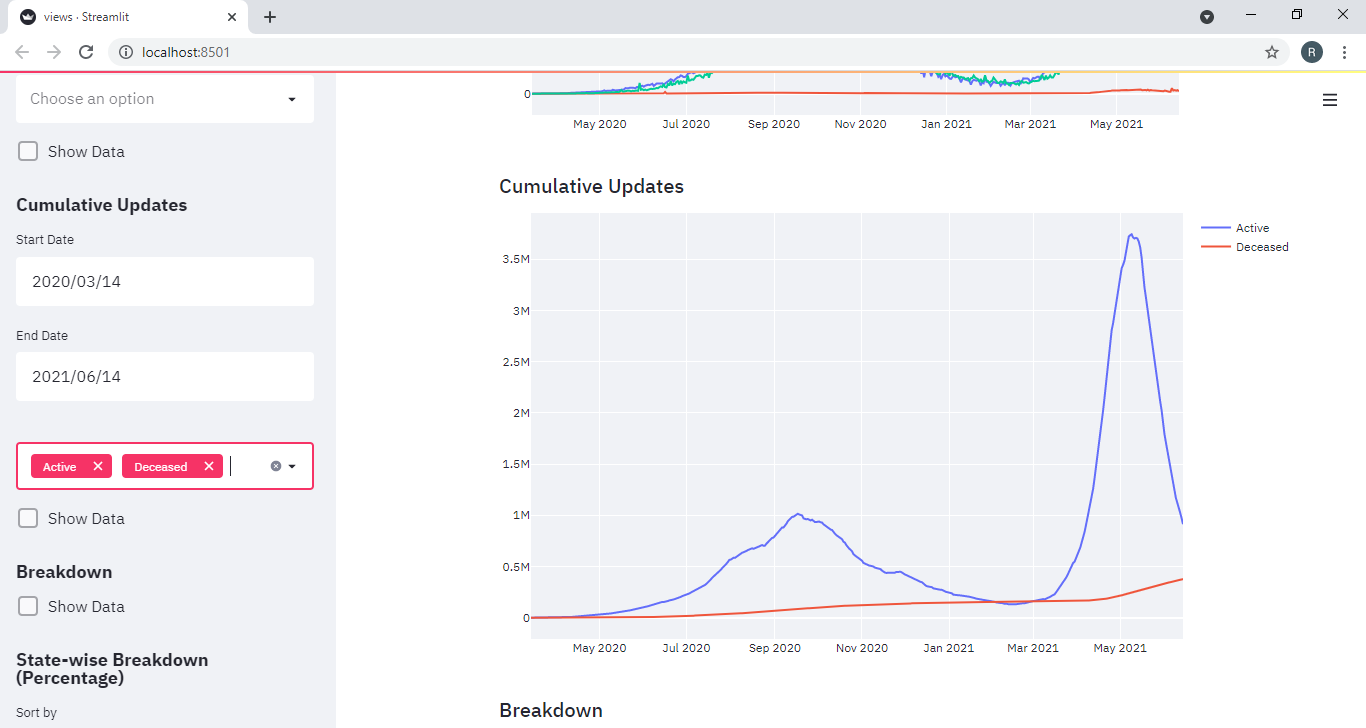 views · Streamlit
localhost:8501
R
Choose an option
Show Data
Cumulative Updates
Start Date
2020/03/14
End Date
2021/06/14
Active
Deceased
Show Data
Breakdown
Show Data
State-wise Breakdown
(Percentage)
Sort by
0
May 2020 Jul 2020 Sep 2020 Nov 2020 Jan 2021 Mar 2021 May 2021
Cumulative Updates
Active
Deceased
3.5M
3M
2.5M
2M
1.5M
1M
0.5M
0
May 2020 Jul 2020 Sep 2020 Nov 2020 Jan 2021 Mar 2021 May 2021
Breakdown